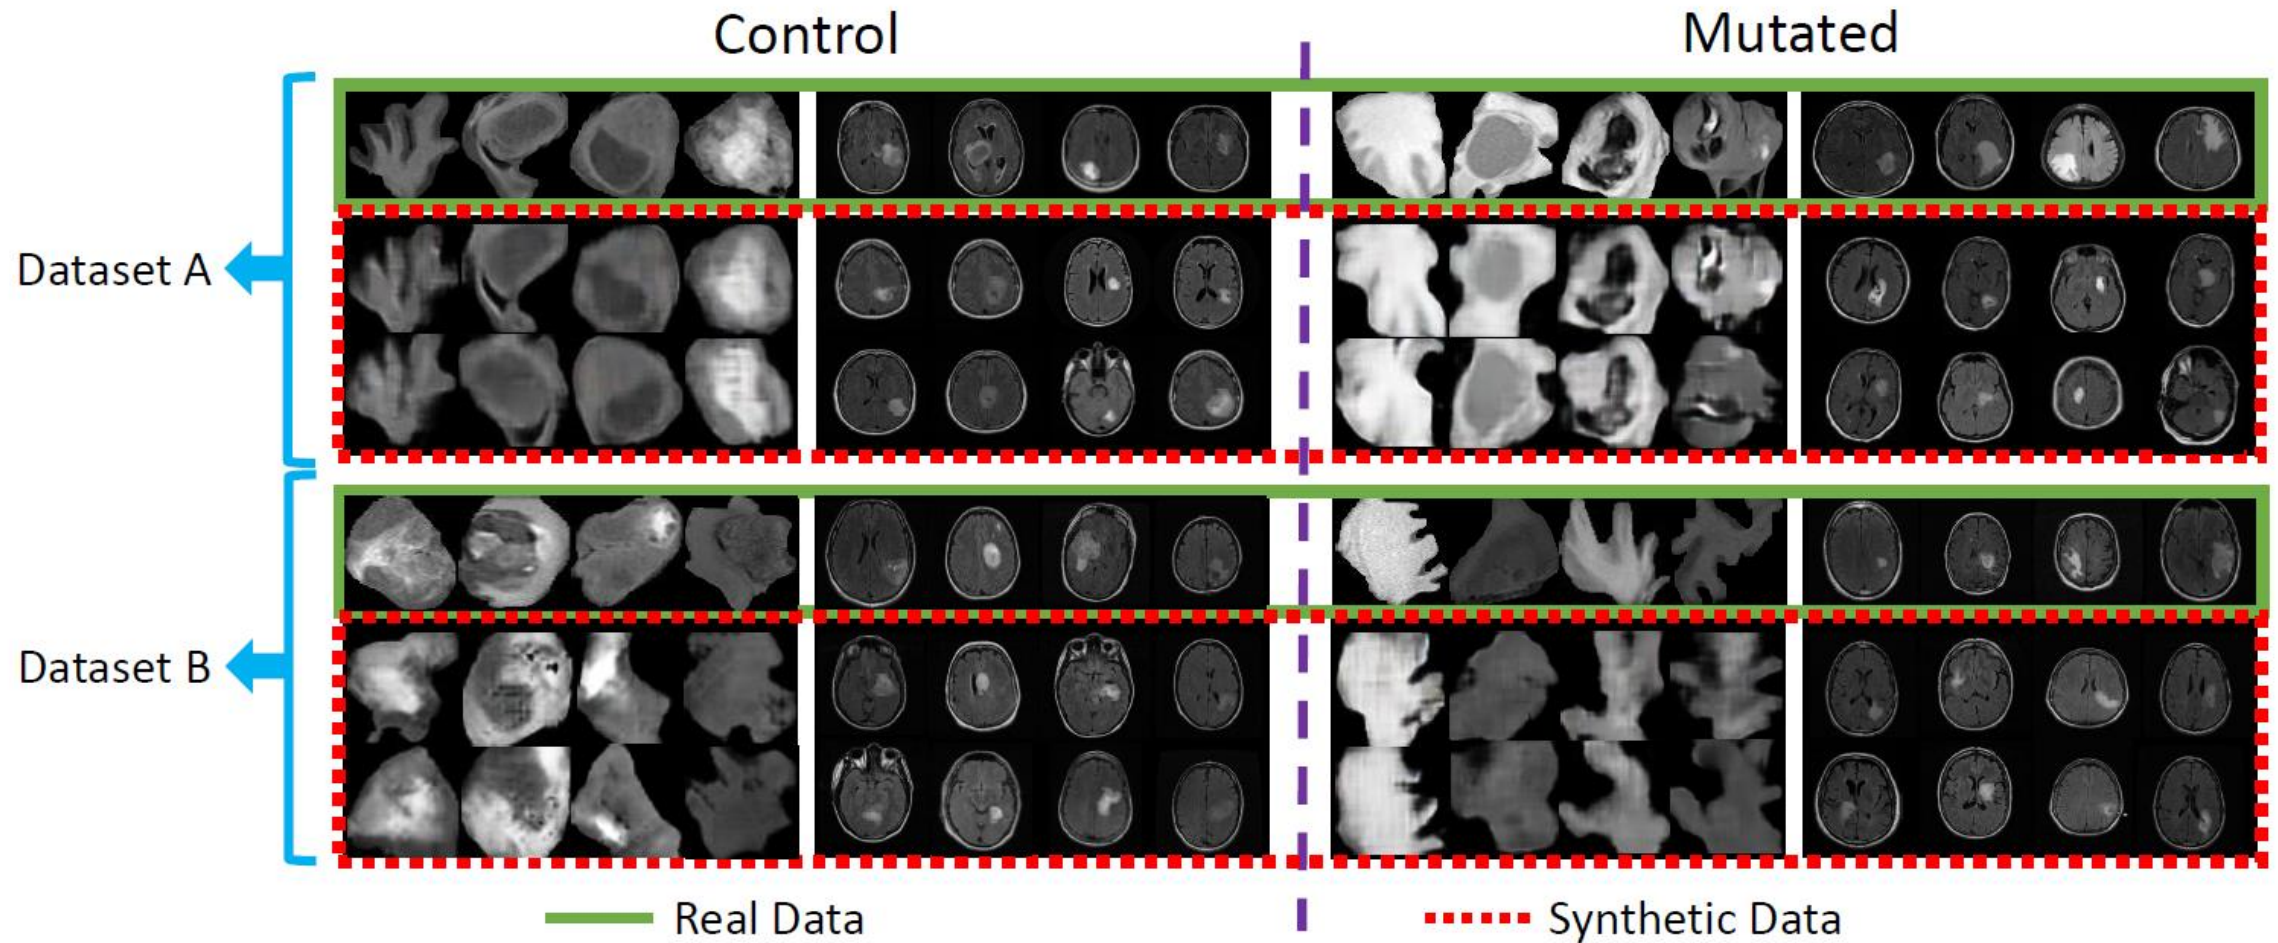 Control
Mutated
Dataset A
Dataset B
Real Data
Synthetic Data